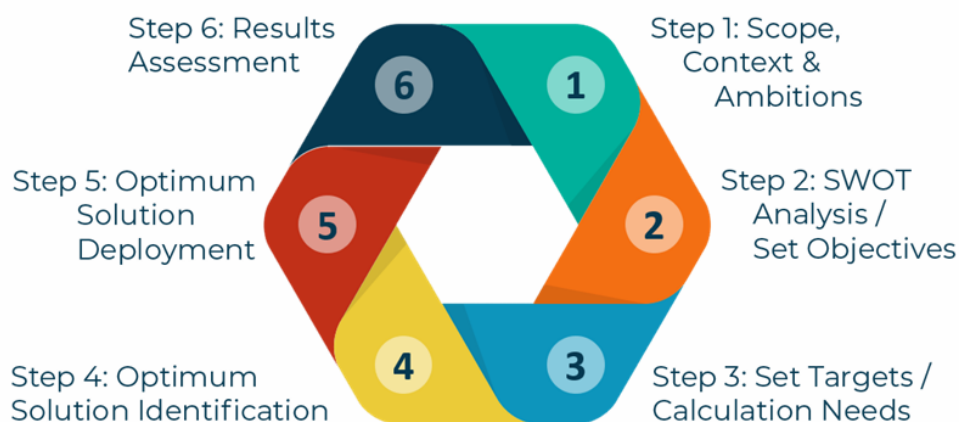 Step 1: Scope,
Context &
Ambitions
Step 2: SWOT
Analysis /
Set Objectives
Step 3: Set Targets /
Calculation Needs
Step 4: Optimum
Solution Identification
Step 5: Optimum
Solution
Deployment
Step 6: Results
Assessment
1
2
3
4
5
6